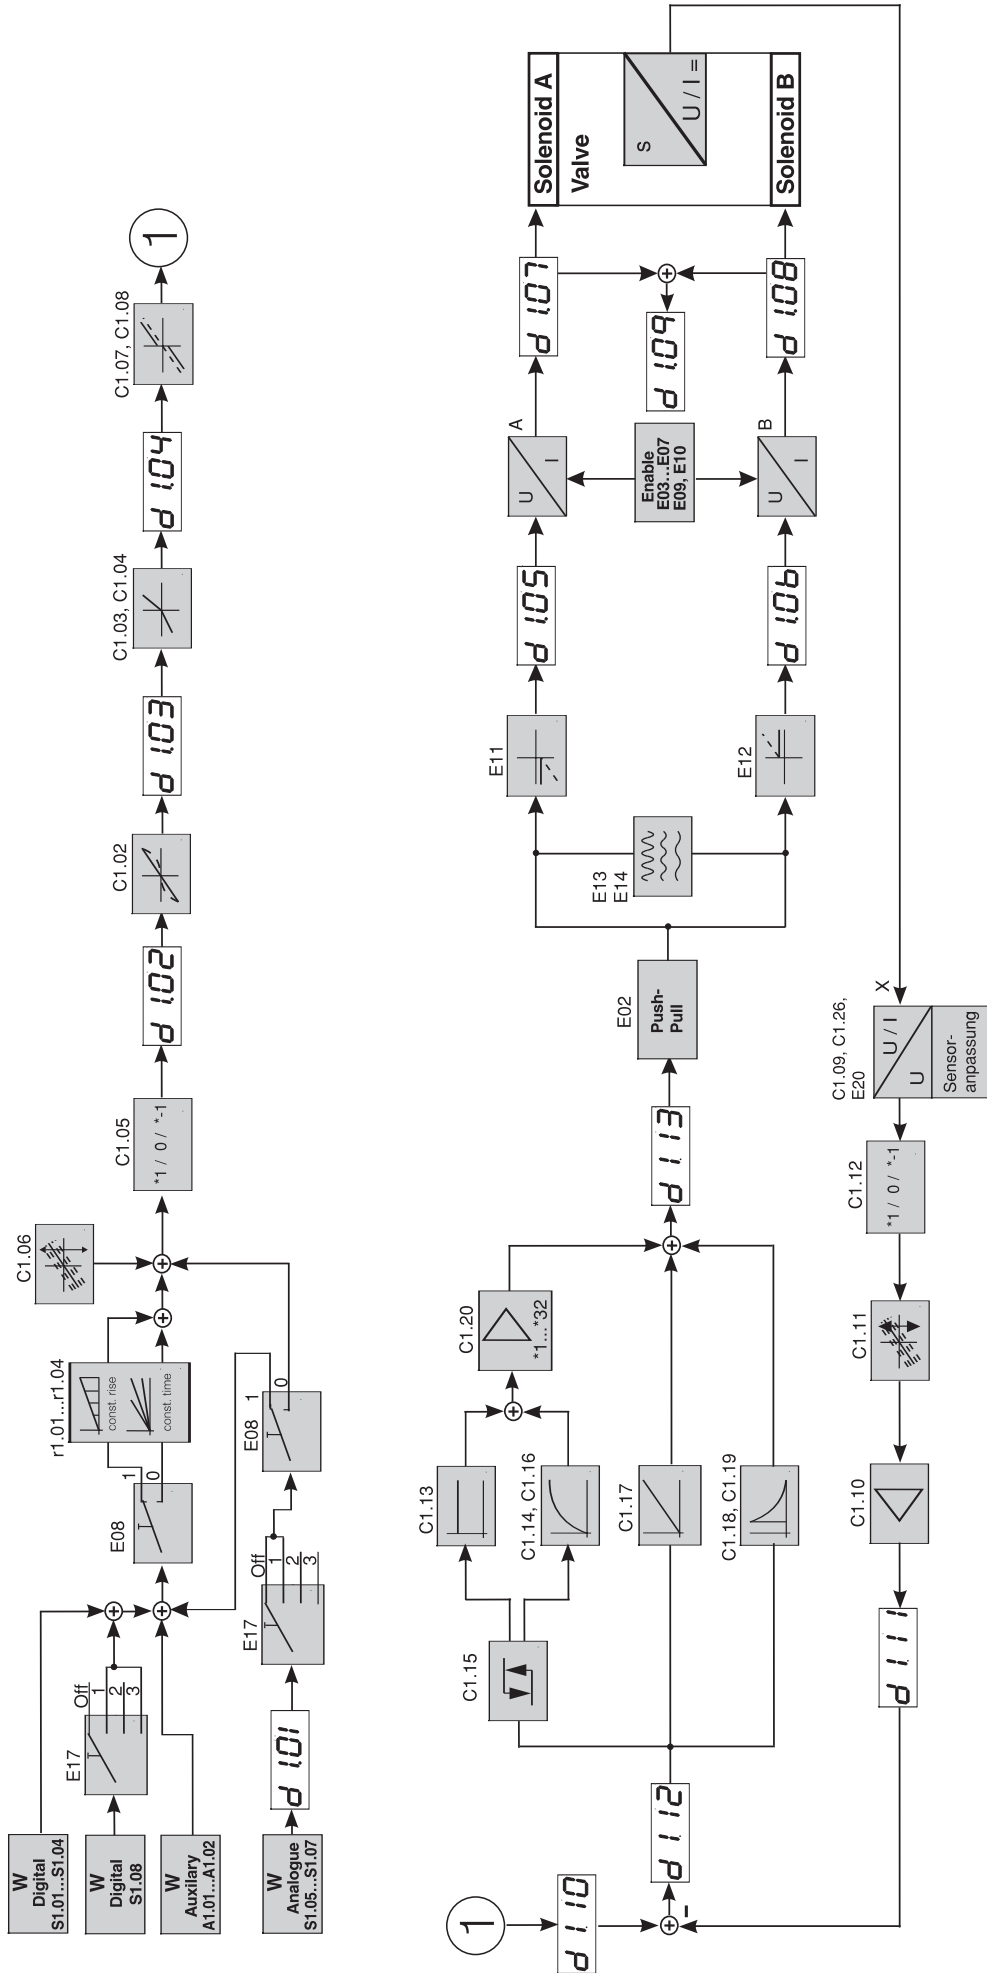 W
Digital
S1.01...S1.04
W
Digital
S1.08
W
Auxilary
A1.01...A1.02
W
Analogue
S1.05...S1.07
E17
Off
1
2
3
d 1.01
E17
Off
1
2
3
E08
1
0
E08
1
0
r1.01...r1.04
const. rise
const. time
C1.06
C1.05
*1 / 0 / *-1
d 1.02
C1.02
d 1.03
C1.03, C1.04
d 1.04
C1.07, C1.08
1
1
d 1.10
-
d 1.12
C1.15
C1.13
C1.14, C1.16
C1.17
C1.18, C1.19
C1.20
*1... *32
d 1.13
E02
Push-
Pull
E13
E14
E11
E12
d 1.05
d 1.06
U
I
A
Enable
E03...E07
E09, E10
U
I
B
d 1.07
d 1.09
d 1.08
Solenoid A
Valve
s
U / I =
Solenoid B
d 1.11
C1.10
C1.11
C1.12
*1 / 0 / *-1
C1.09, C1.26,
E20
X
U / I
U
Sensor-
anpassung